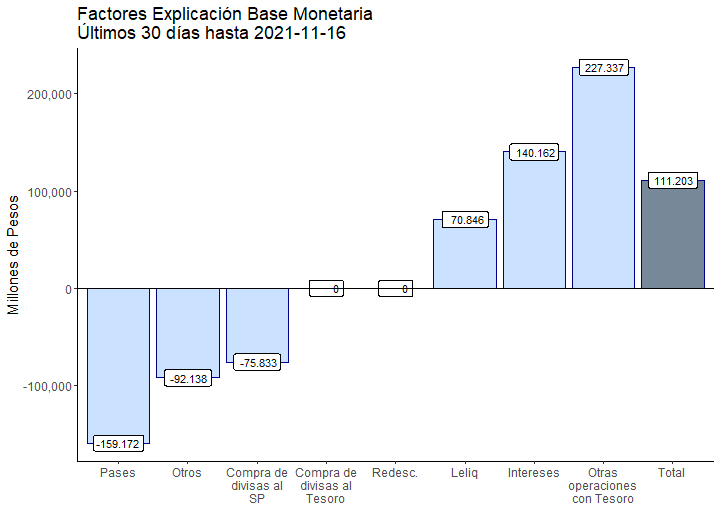 Factores Explicación Base Monetaria
Últimos 30 días hasta 2021-11-16
Millones de Pesos
200,000
100,000
0
-100,000
-159.172
-92.138
-75.833
0
0
70.846
140.162
227.337
111.203
Pases
Otros
Compra de
divisas al
SP
Compra de
divisas al
Tesoro
Redesc.
Leliq
Intereses
Otras
operaciones
con Tesoro
Total